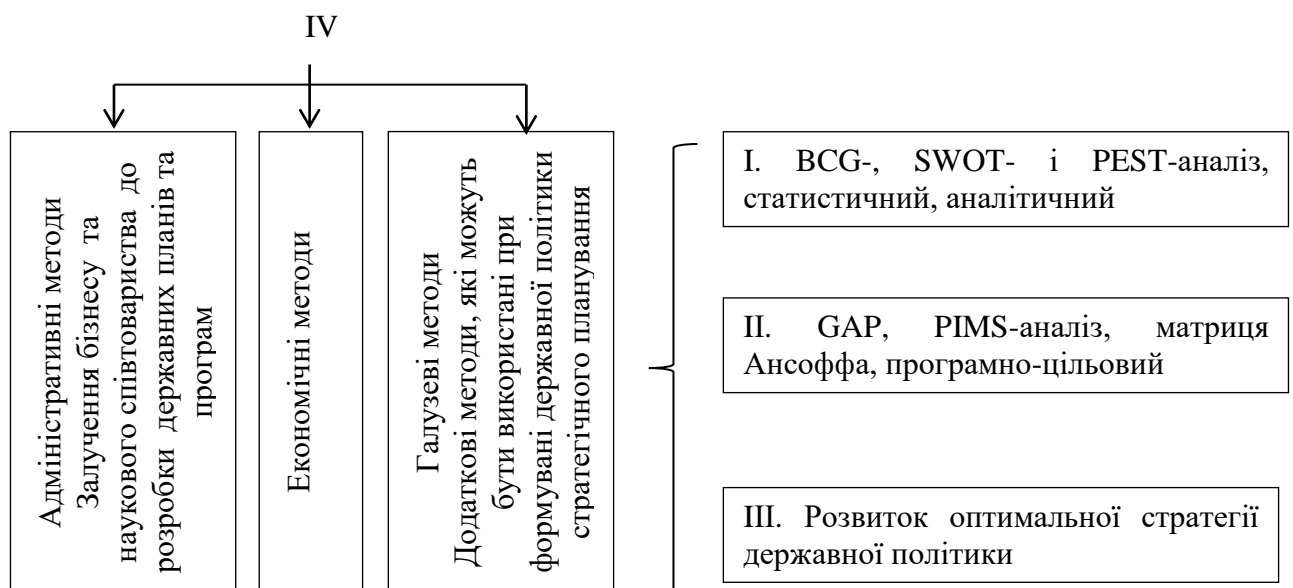 IV
Адміністративні методи
Залучення бізнесу та
наукового співтовариства до
розробки державних планів та
програм
Економічні методи
Галузеві методи
Додаткові методи, які можуть
бути використані при
формувані державної політики
стратегічного планування
I. BCG-, SWOT- і PEST-аналіз,
статистичний, аналітичний
II. GAP, PIMS-аналіз, матриця
Ансоффа, програмно-цільовий
III. Розвиток оптимальної стратегії
державної політики